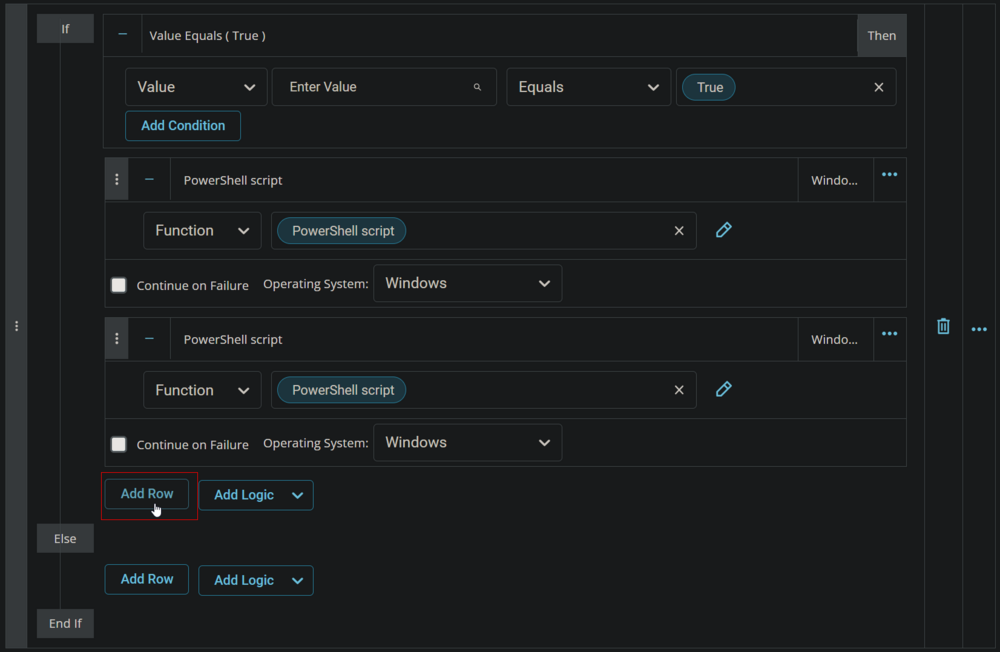 If
Value Equals ( True )
Then
Value
Enter Value
Equals
True
Add Condition
PowerShell script
Windo...
Function
PowerShell script
Continue on Failure
Operating System:
Windows
PowerShell script
Windo...
Function
PowerShell script
Continue on Failure
Operating System:
Windows
Add Row
Add Logic
Else
Add Row
Add Logic
End If